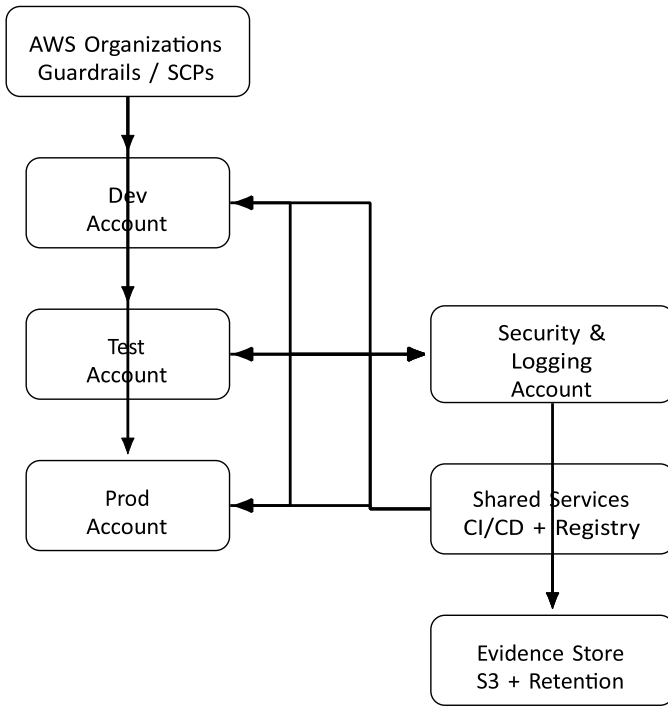 AWS Organizations
Guardrails / SCPs
Dev
Account
Test
Account
Prod
Account
Security &
Logging
Account
Shared Services
CI/CD + Registry
Evidence Store
S3 + Retention